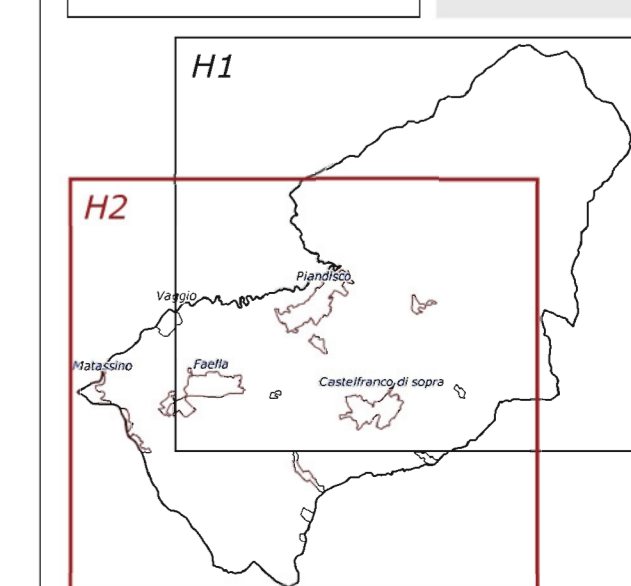 H1
H2
Piandiscò
Vaggio
Matassino
Faella
Castelfranco di sopra